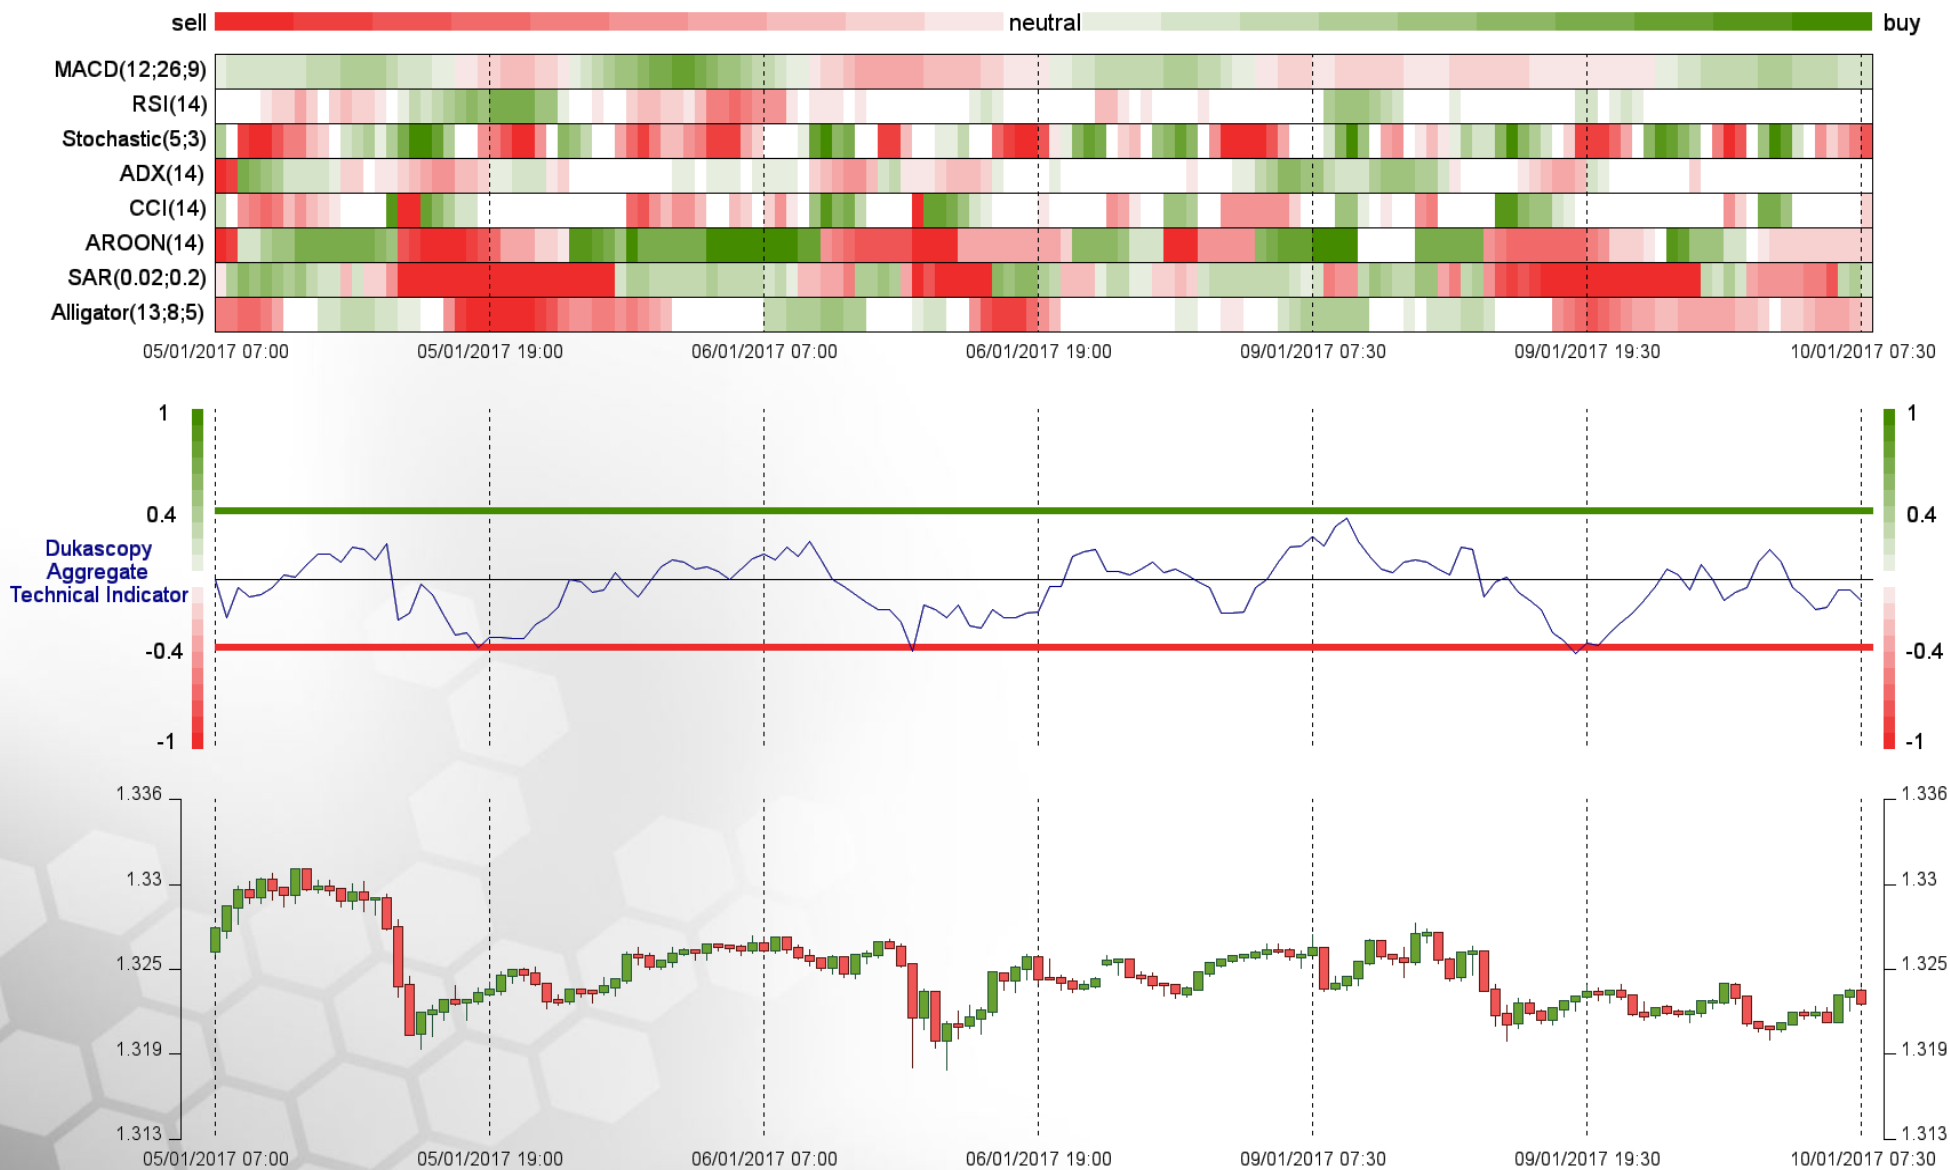 sell neutral buy
MACD(12;26;9)
RSI(14)
Stochastic(5;3)
ADX(14)
CCI(14)
AROON(14)
SAR(0.02;0.2)
Alligator(13;8;5)
05/01/2017 07:00 05/01/2017 19:00 06/01/2017 07:00 06/01/2017 19:00 09/01/2017 07:30 09/01/2017 19:30 10/01/2017 07:30
1 1
0.4 0.4
Dukascopy
Aggregate
Technical Indicator
-0.4 -0.4
-1 -1
1.336 1.336
1.33 1.33
1.325 1.325
1.319 1.319
1.313 1.313
05/01/2017 07:00 05/01/2017 19:00 06/01/2017 07:00 06/01/2017 19:00 09/01/2017 07:30 09/01/2017 19:30 10/01/2017 07:30